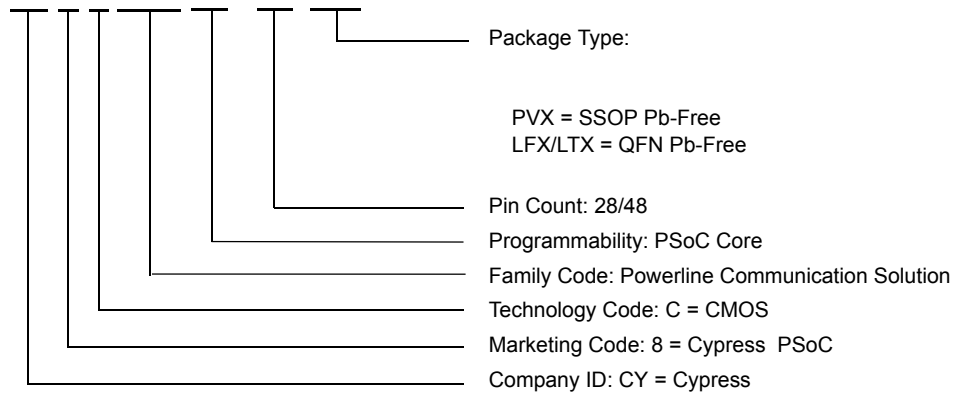 Package Type:
PVX = SSOP Pb-Free
LFX/LTX = QFN Pb-Free
Pin Count: 28/48
Programmability: PSoC Core
Family Code: Powerline Communication Solution
Technology Code: C = CMOS
Marketing Code: 8 = Cypress PSoC
Company ID: CY = Cypress